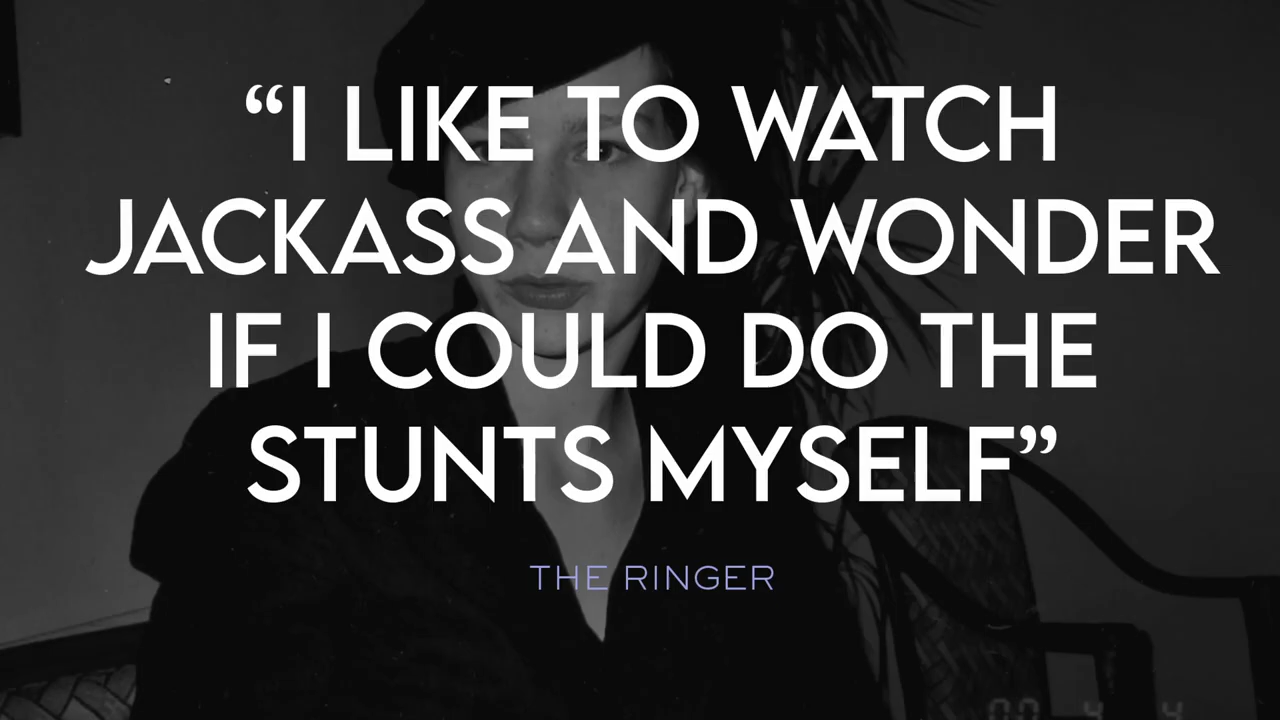 “I LIKE TO WATCH
JACKASS AND WONDER
IF I COULD DO THE
STUNTS MYSELF”
THE RINGER